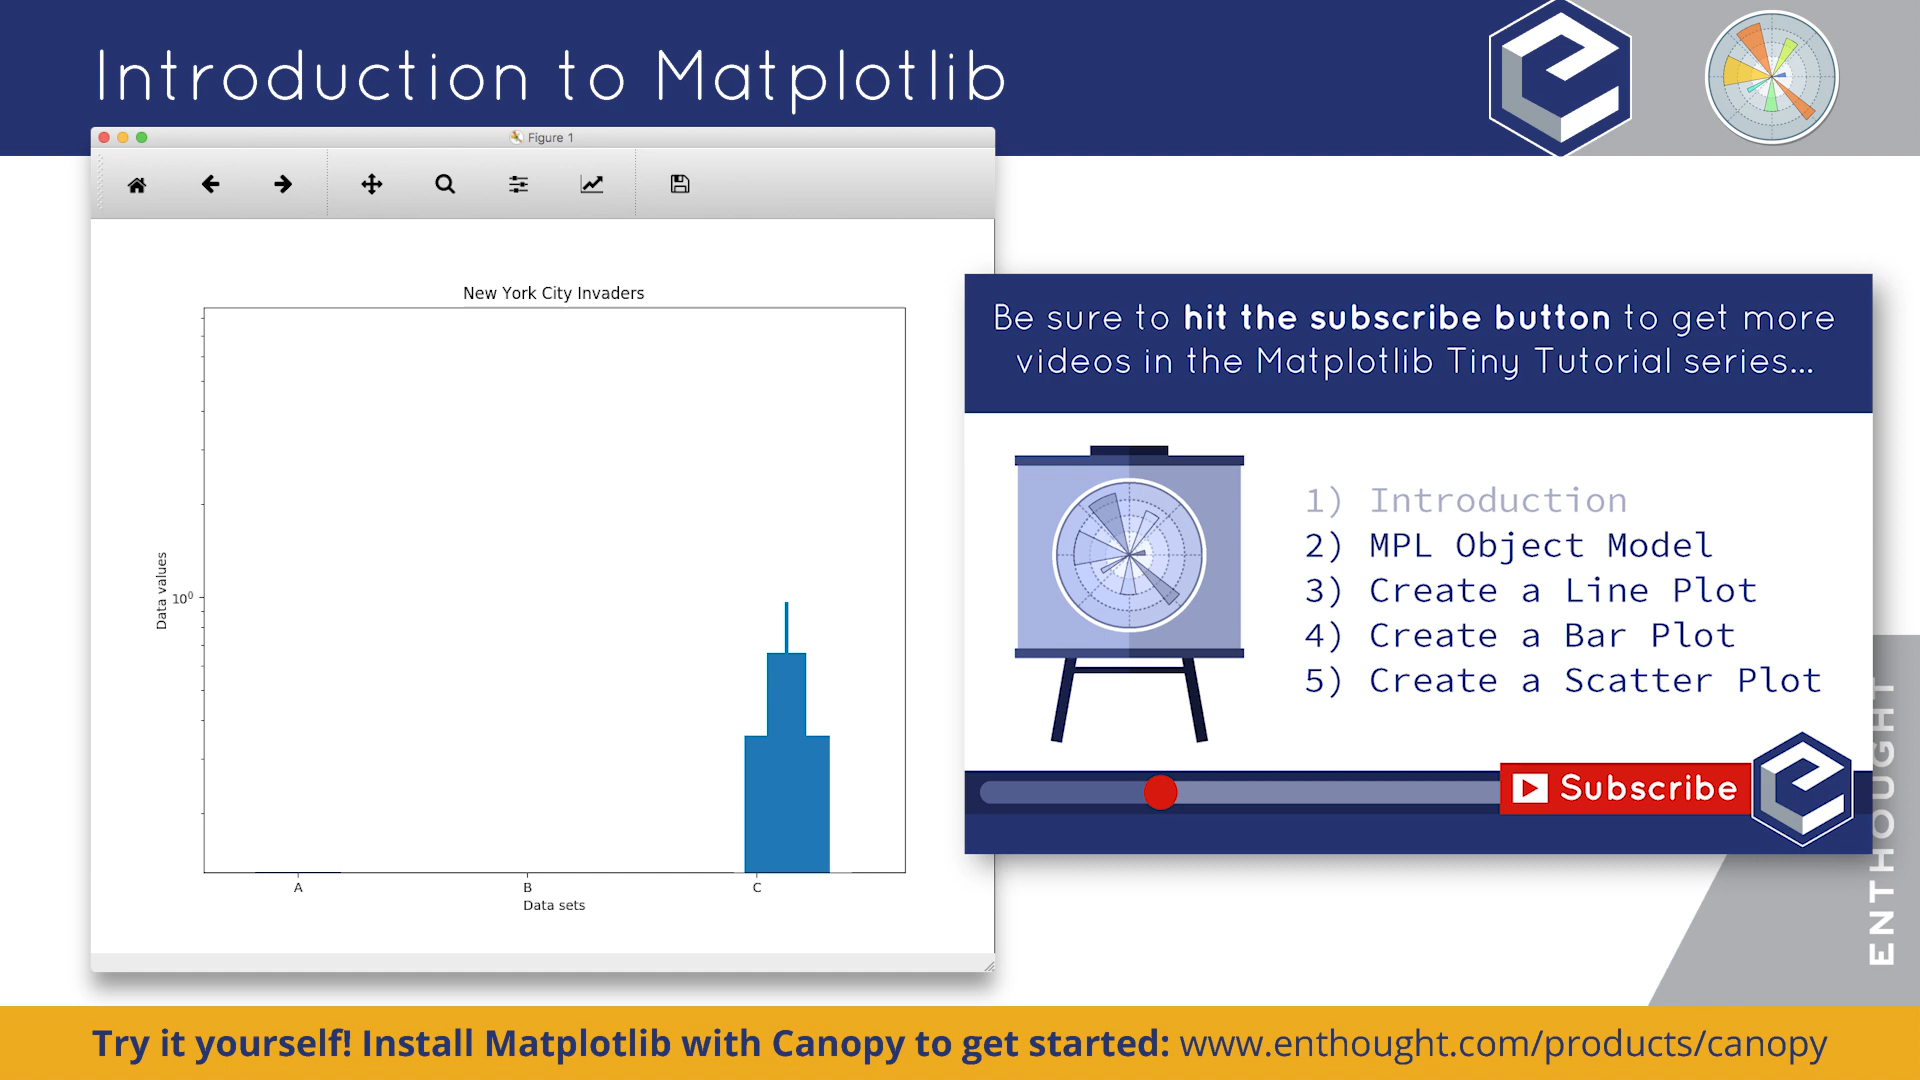 Introduction to Matplotlib
Figure 1
New York City Invaders
Data values
10⁰
A
B
C
Data sets
Be sure to hit the subscribe button to get more
videos in the Matplotlib Tiny Tutorial series...
1) Introduction
2) MPL Object Model
3) Create a Line Plot
4) Create a Bar Plot
5) Create a Scatter Plot
Subscribe
ENTHOUGHT
Try it yourself! Install Matplotlib with Canopy to get started: www.enthought.com/products/canopy